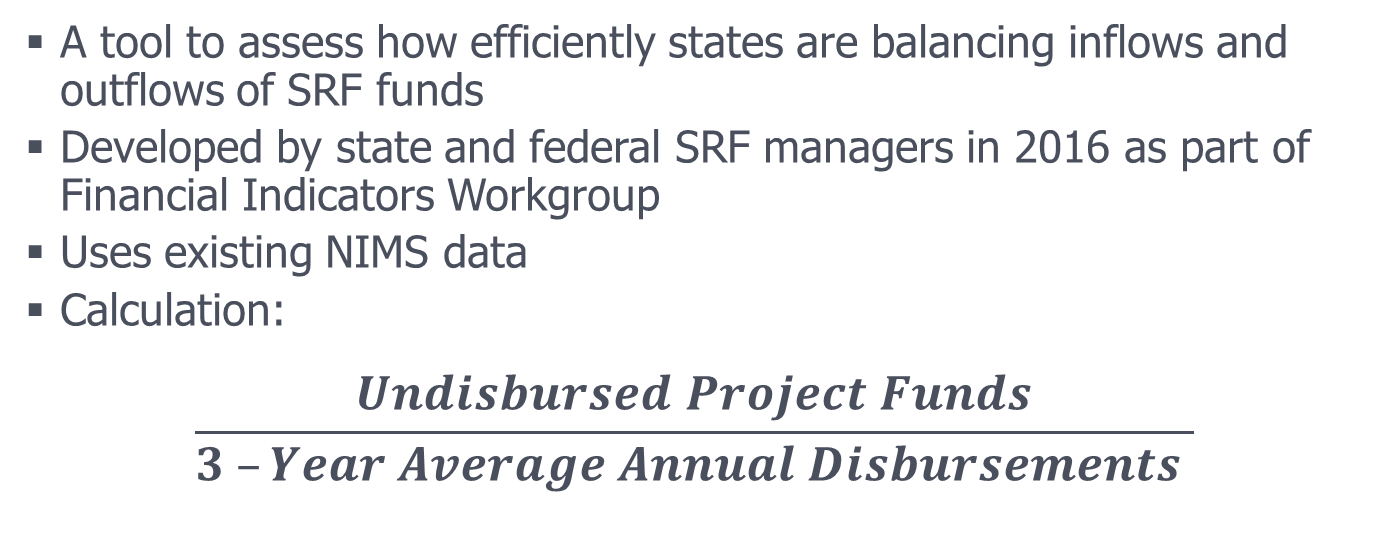 ▪ A tool to assess how efficiently states are balancing inflows and
outflows of SRF funds
▪ Developed by state and federal SRF managers in 2016 as part of
Financial Indicators Workgroup
▪ Uses existing NIMS data
▪ Calculation:
Undisbursed Project Funds
3 – Year Average Annual Disbursements